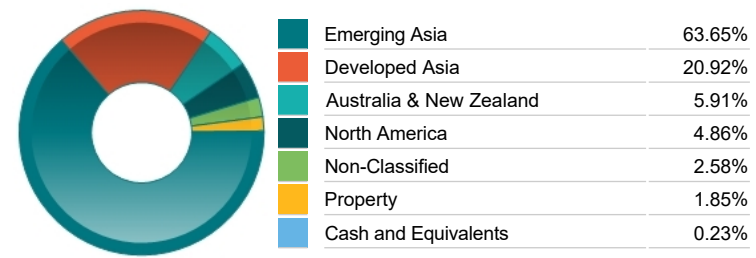 Emerging Asia 63.65%
Developed Asia 20.92%
Australia & New Zealand 5.91%
North America 4.86%
Non-Classified 2.58%
Property 1.85%
Cash and Equivalents 0.23%